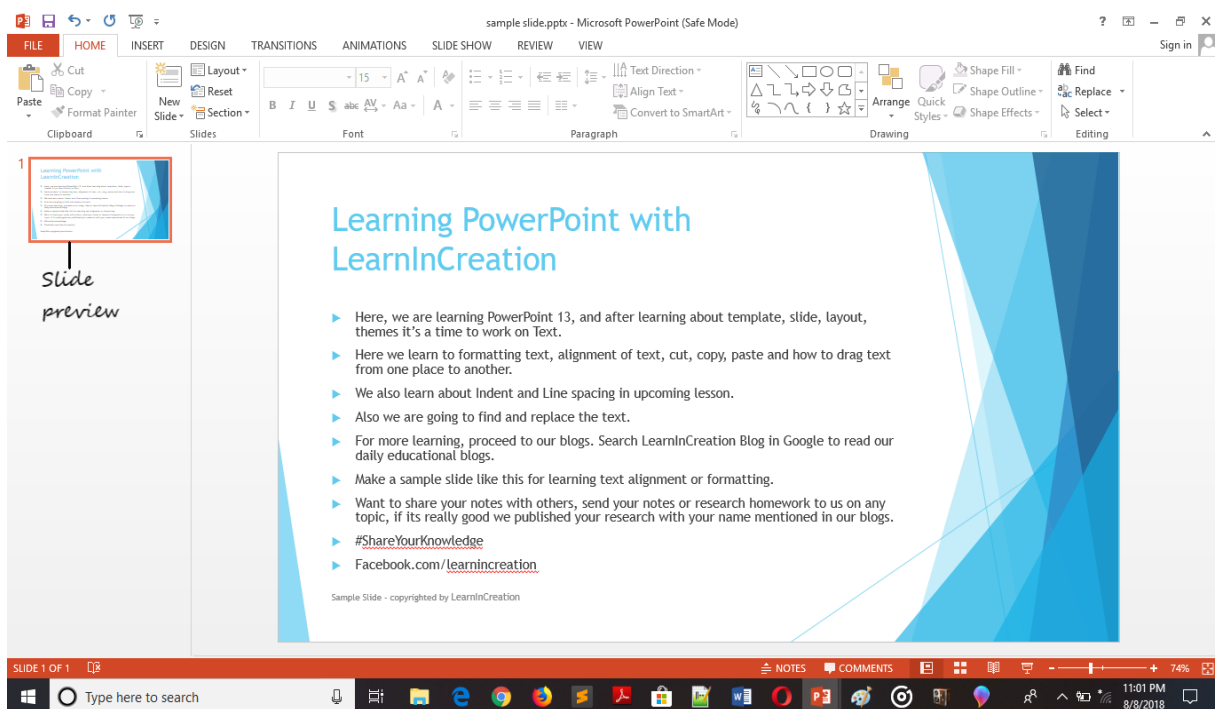 sample slide.pptx - Microsoft PowerPoint (Safe Mode)
FILE HOME INSERT DESIGN TRANSITIONS ANIMATIONS SLIDE SHOW REVIEW VIEW Sign in
Paste
Cut
Copy
Format Painter
Clipboard
New Slide
Layout
Reset
Section
Slides
15
B I U S abc AV Aa A
Font
Text Direction
Align Text
Convert to SmartArt
Paragraph
Arrange
Quick Styles
Shape Fill
Shape Outline
Shape Effects
Drawing
Find
Replace
Select
Editing
1
Learning PowerPoint with
LearnInCreation
Slide
preview
Learning PowerPoint with
LearnInCreation
Here, we are learning PowerPoint 13, and after learning about template, slide, layout,
themes it's a time to work on Text.
Here we learn to formatting text, alignment of text, cut, copy, paste and how to drag text
from one place to another.
We also learn about Indent and Line spacing in upcoming lesson.
Also we are going to find and replace the text.
For more learning, proceed to our blogs. Search LearnInCreation Blog in Google to read our
daily educational blogs.
Make a sample slide like this for learning text alignment or formatting.
Want to share your notes with others, send your notes or research homework to us on any
topic, if its really good we published your research with your name mentioned in our blogs.
#ShareYourKnowledge
Facebook.com/learnincreation
Sample Slide - copyrighted by LearnInCreation
SLIDE 1 OF 1 NOTES COMMENTS 74%
Type here to search
11:01 PM
8/8/2018